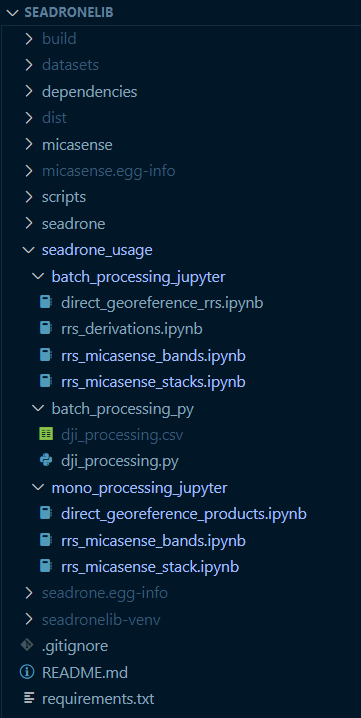 SEADRONELIB
build
datasets
dependencies
dist
micasense
micasense.egg-info
scripts
seadrone
seadrone_usage
batch_processing_jupyter
direct_georeference_rrs.ipynb
rrs_derivations.ipynb
rrs_micasense_bands.ipynb
rrs_micasense_stacks.ipynb
batch_processing_py
dji_processing.csv
dji_processing.py
mono_processing_jupyter
direct_georeference_products.ipynb
rrs_micasense_bands.ipynb
rrs_micasense_stack.ipynb
seadrone.egg-info
seadronelib-venv
.gitignore
README.md
requirements.txt